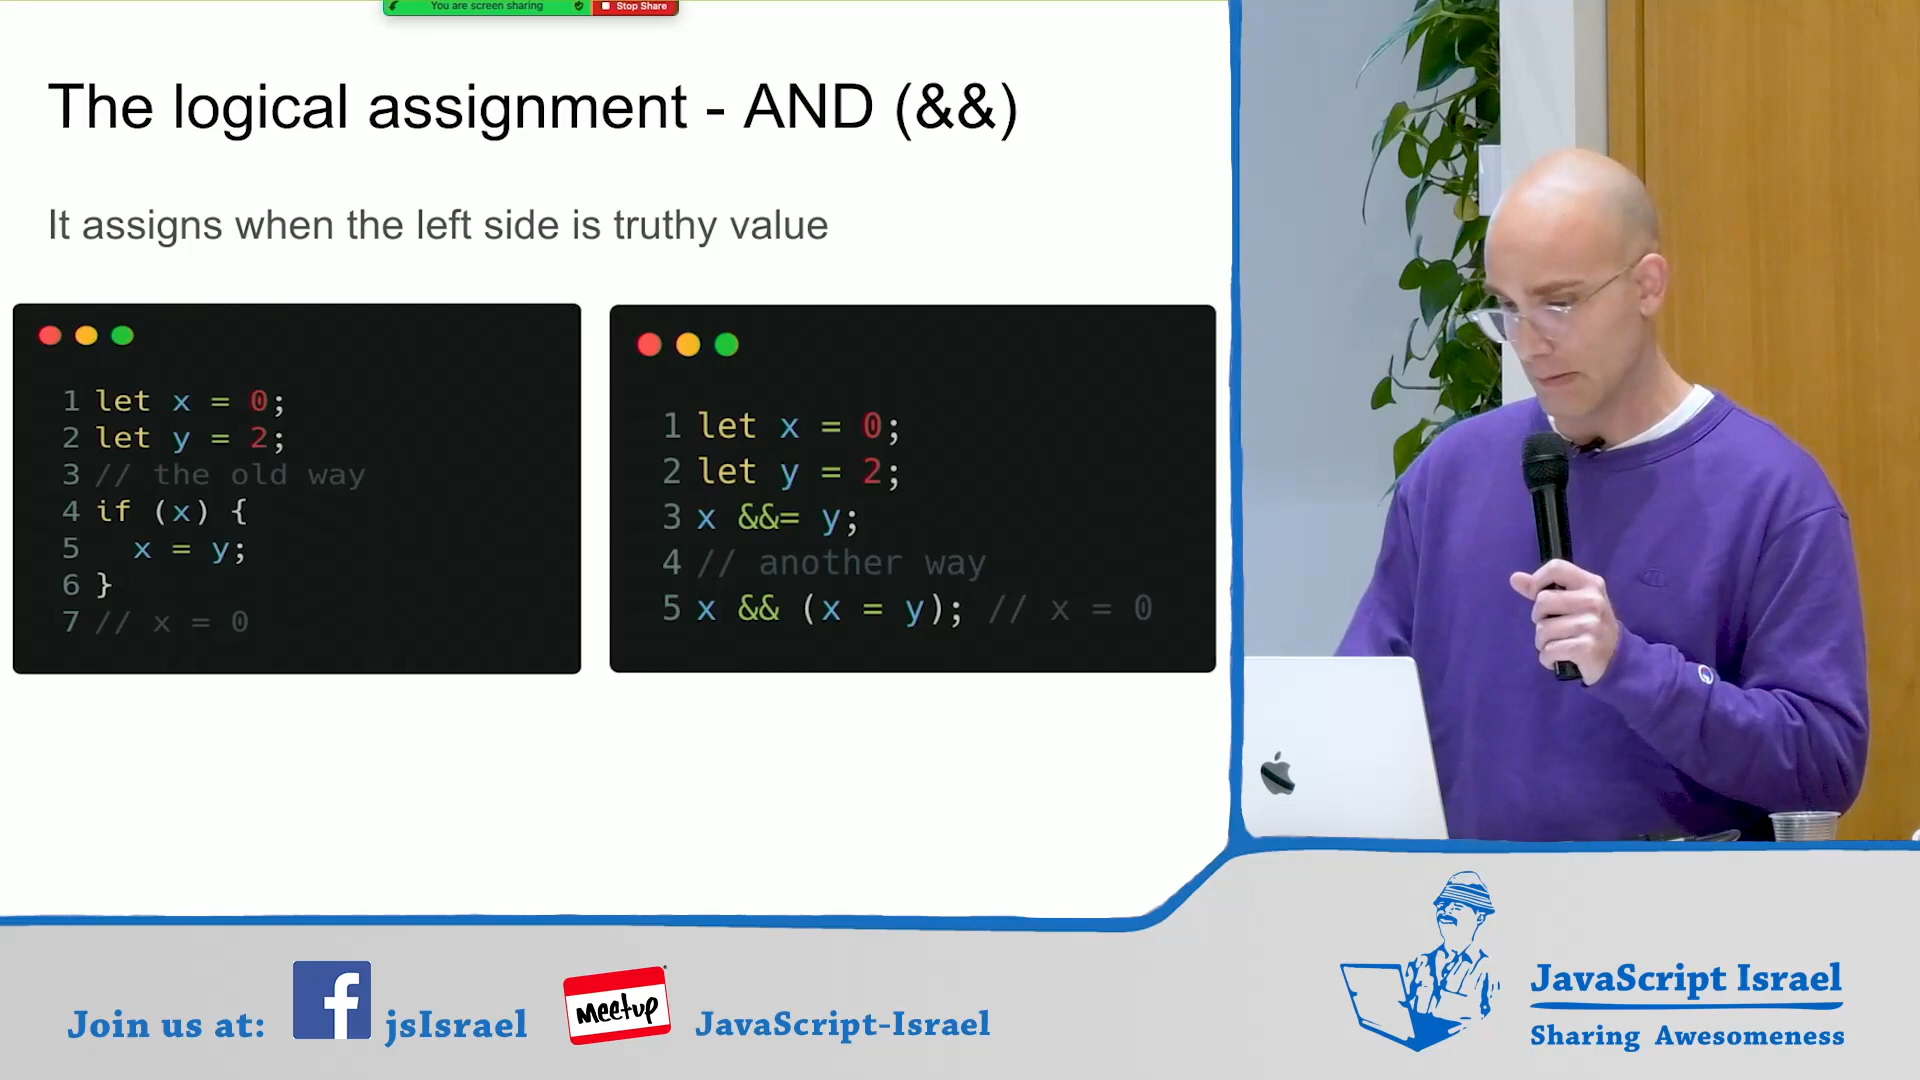 You are screen sharing
Stop Share
The logical assignment - AND (&&)
It assigns when the left side is truthy value
1 let x = 0;
2 let y = 2;
3 // the old way
4 if (x) {
5   x = y;
6 }
7 // x = 0
1 let x = 0;
2 let y = 2;
3 x &&= y;
4 // another way
5 x && (x = y); // x = 0
Join us at:
f
jsIsrael
meetup
JavaScript-Israel
JavaScript Israel
Sharing Awesomeness